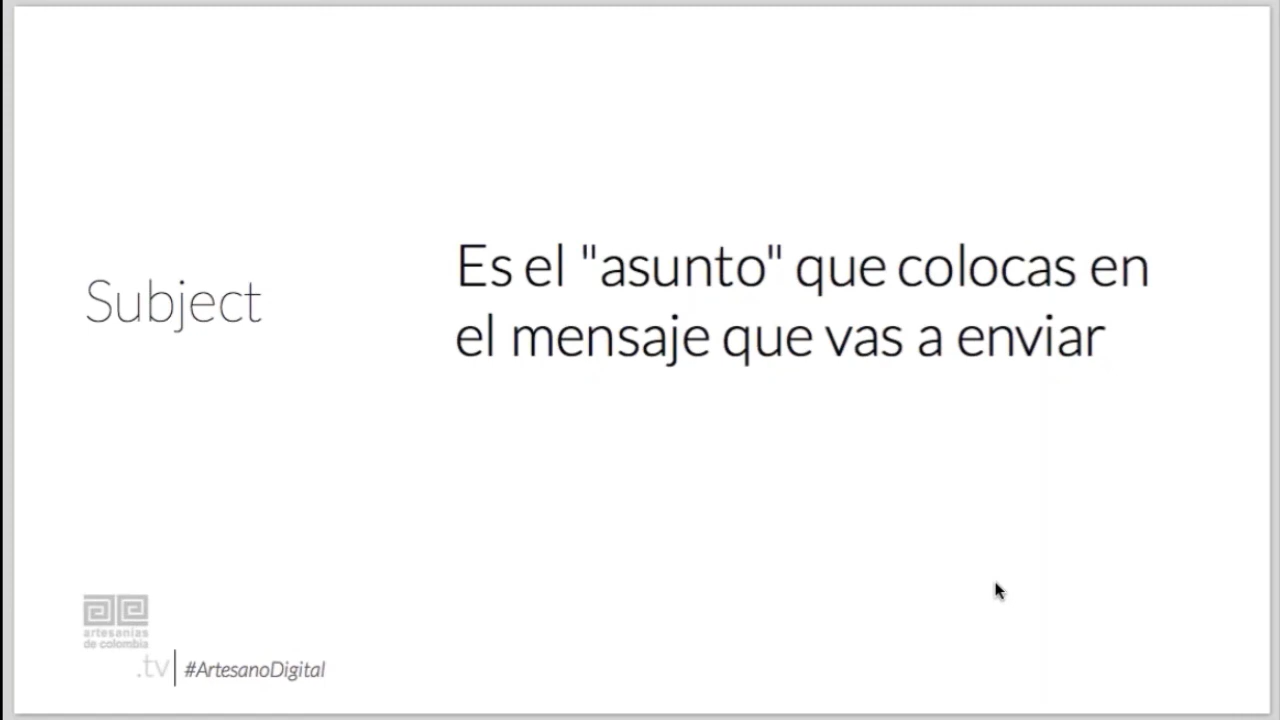 Subject
Es el "asunto" que colocas en
el mensaje que vas a enviar
artesanías
de colombia
.tv
#ArtesanoDigital